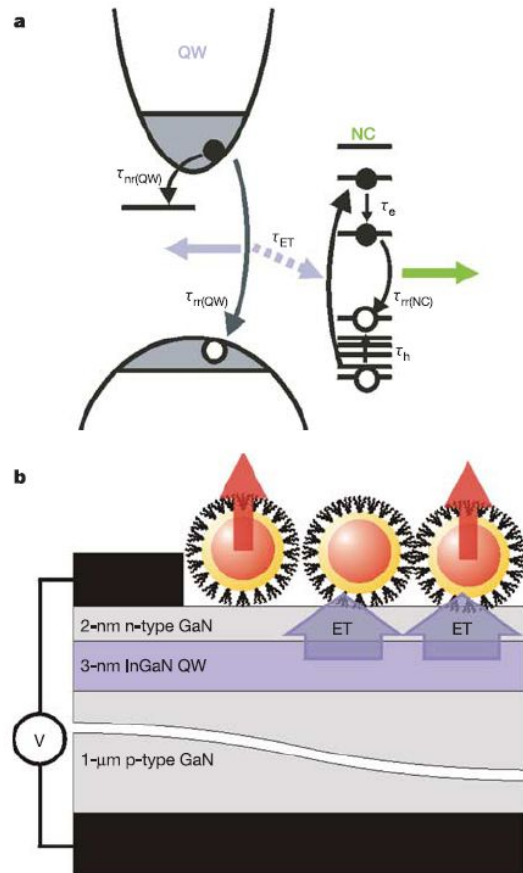 a
QW
NC
τnr(QW)
τe
τET
τrr(QW)
τrr(NC)
τh
b
2-nm n-type GaN
ET
ET
3-nm InGaN QW
V
1-μm p-type GaN